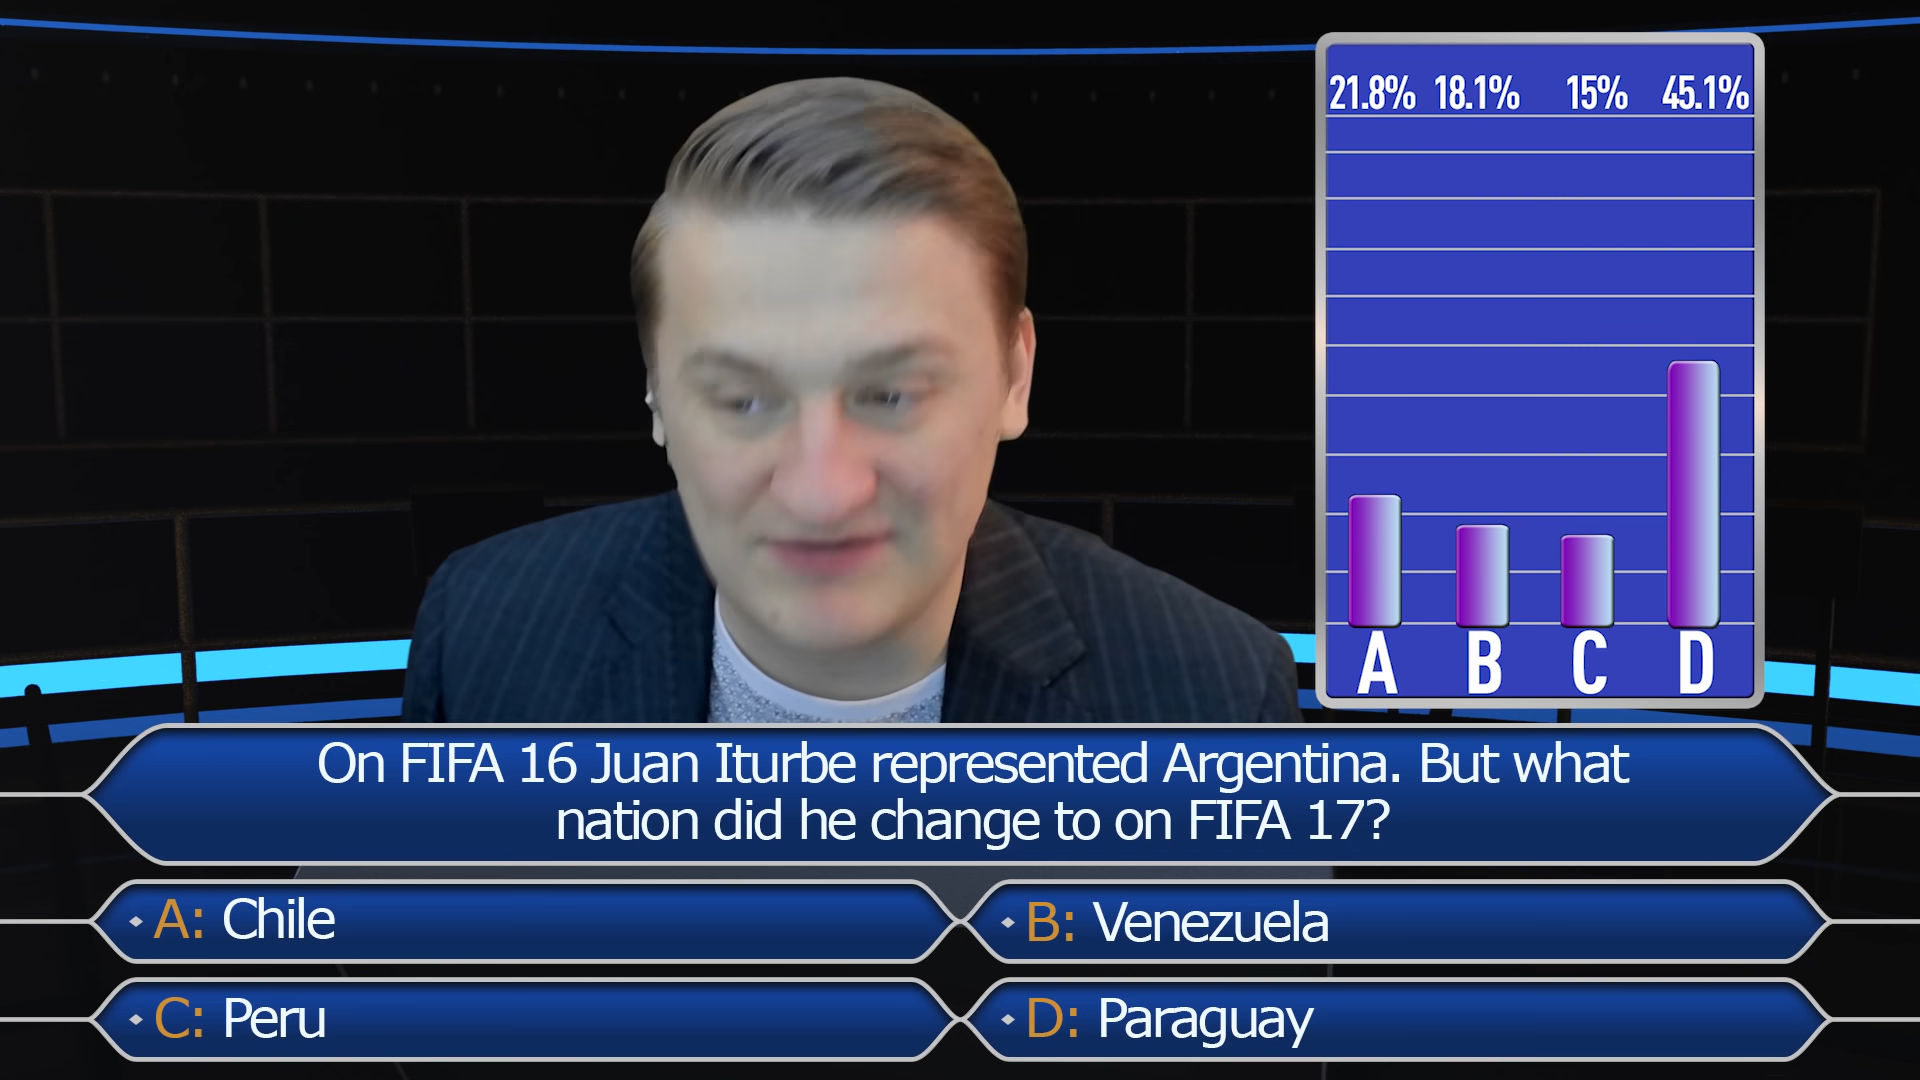 21.8% 18.1% 15% 45.1%
A B C D
On FIFA 16 Juan Iturbe represented Argentina. But what
nation did he change to on FIFA 17?
A: Chile
B: Venezuela
C: Peru
D: Paraguay